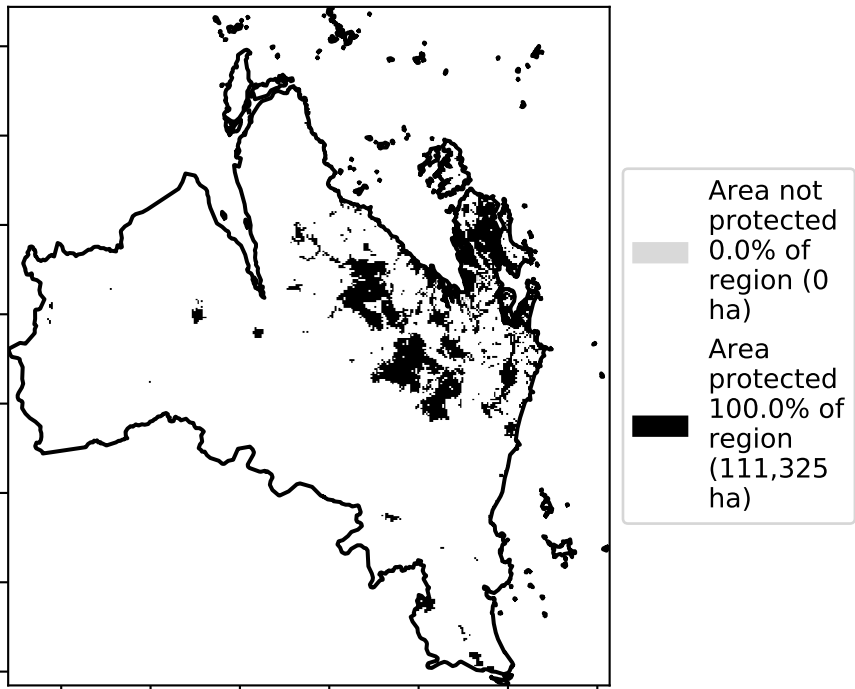 Area not
protected
0.0% of
region (0
ha)
Area
protected
100.0% of
region
(111,325
ha)